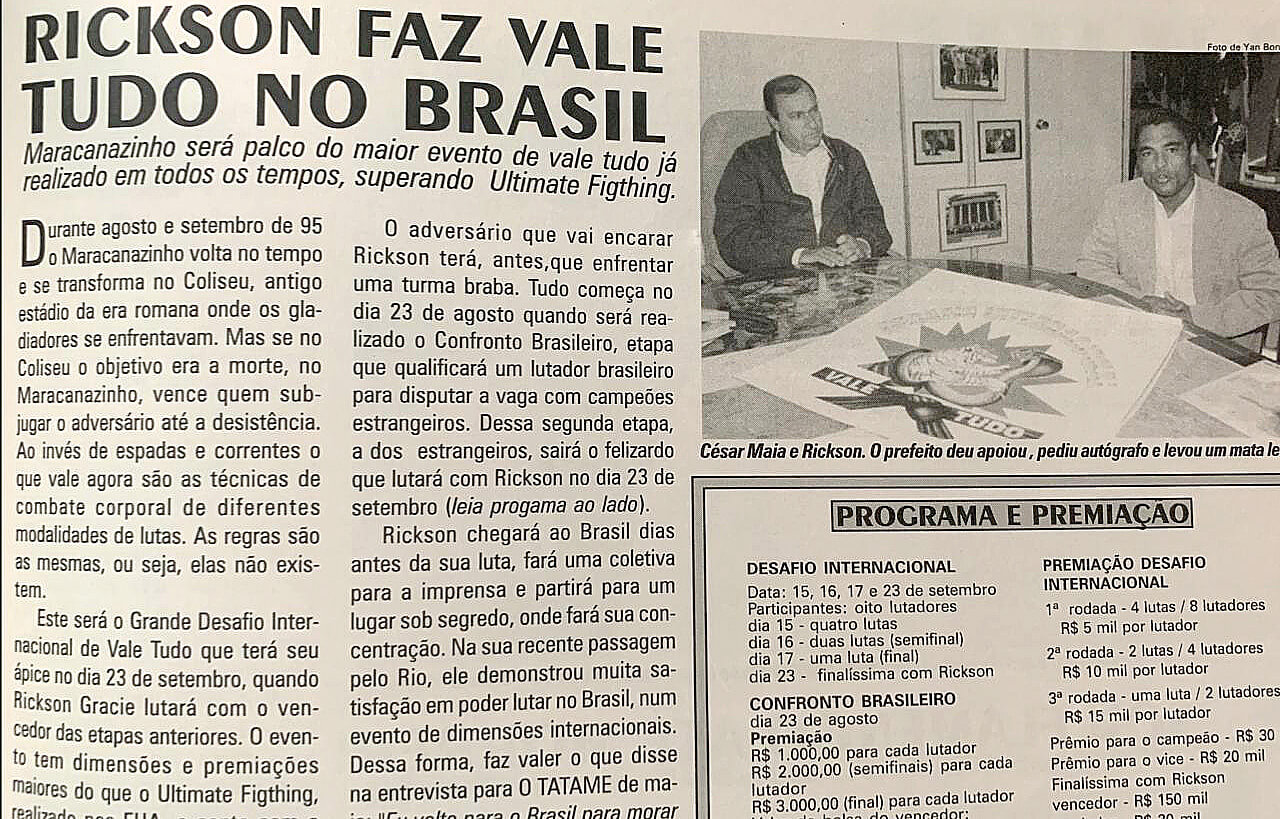 RICKSON FAZ VALE
TUDO NO BRASIL
Maracanazinho será palco do maior evento de vale tudo já
realizado em todos os tempos, superando Ultimate Figthing.
Durante agosto e setembro de 95
o Maracanazinho volta no tempo
e se transforma no Coliseu, antigo
estádio da era romana onde os gla-
diadores se enfrentavam. Mas se no
Coliseu o objetivo era a morte, no
Maracanazinho, vence quem sub-
jugar o adversário até a desistência.
Ao invés de espadas e correntes o
que vale agora são as técnicas de
combate corporal de diferentes
modalidades de lutas. As regras são
as mesmas, ou seja, elas não exis-
tem.
Este será o Grande Desafio Inter-
nacional de Vale Tudo que terá seu
ápice no dia 23 de setembro, quando
Rickson Gracie lutará com o ven-
cedor das etapas anteriores. O even-
to tem dimensões e premiações
maiores do que o Ultimate Figthing,
realizado nos EUA
O adversário que vai encarar
Rickson terá, antes,que enfrentar
uma turma braba. Tudo começa no
dia 23 de agosto quando será rea-
lizado o Confronto Brasileiro, etapa
que qualificará um lutador brasileiro
para disputar a vaga com campeões
estrangeiros. Dessa segunda etapa,
a dos estrangeiros, sairá o felizardo
que lutará com Rickson no dia 23 de
setembro (leia progama ao lado).
Rickson chegará ao Brasil dias
antes da sua luta, fará uma coletiva
para a imprensa e partirá para um
lugar sob segredo, onde fará sua con-
centração. Na sua recente passagem
pelo Rio, ele demonstrou muita sa-
tisfação em poder lutar no Brasil, num
evento de dimensões internacionais.
Dessa forma, faz valer o que disse
na entrevista para O TATAME de ma-
io: "Eu volto para o Brasil para morar
Foto de Yan Bon
VALE TUDO
César Maia e Rickson. O prefeito deu apoiou , pediu autógrafo e levou um mata le
PROGRAMA E PREMIAÇÃO
DESAFIO INTERNACIONAL
Data: 15, 16, 17 e 23 de setembro
Participantes: oito lutadores
dia 15 - quatro lutas
dia 16 - duas lutas (semifinal)
dia 17 - uma luta (final)
dia 23 - finalíssima com Rickson
CONFRONTO BRASILEIRO
dia 23 de agosto
Premiação
R$ 1.000,00 para cada lutador
R$ 2.000,00 (semifinais) para cada
lutador
R$ 3.000,00 (final) para cada lutador
bolsa do vencedor:
PREMIAÇÃO DESAFIO
INTERNACIONAL
1ª rodada - 4 lutas / 8 lutadores
R$ 5 mil por lutador
2ª rodada - 2 lutas / 4 lutadores
R$ 10 mil por lutador
3ª rodada - uma luta / 2 lutadores
R$ 15 mil por lutador
Prêmio para o campeão - R$ 30
Prêmio para o vice - R$ 20 mil
Finalíssima com Rickson
vencedor - R$ 150 mil